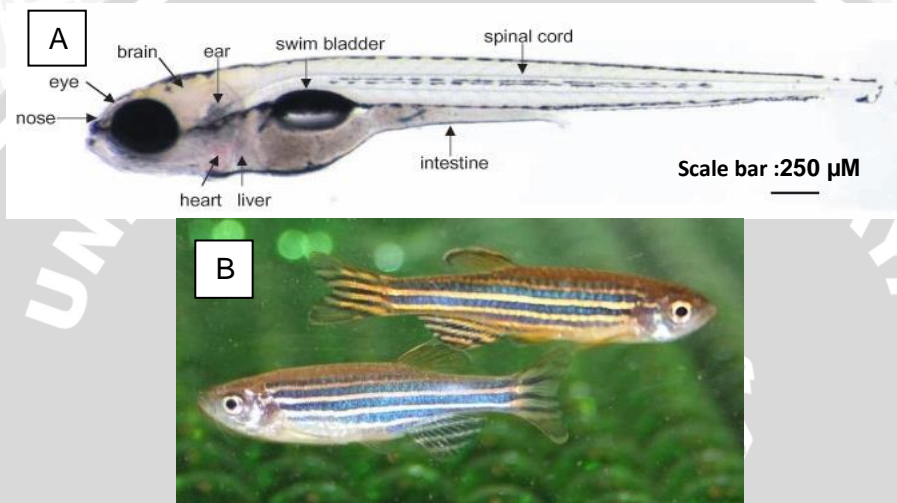 A
brain
ear
swim bladder
spinal cord
eye
nose
intestine
heart
liver
Scale bar :250 µM
B